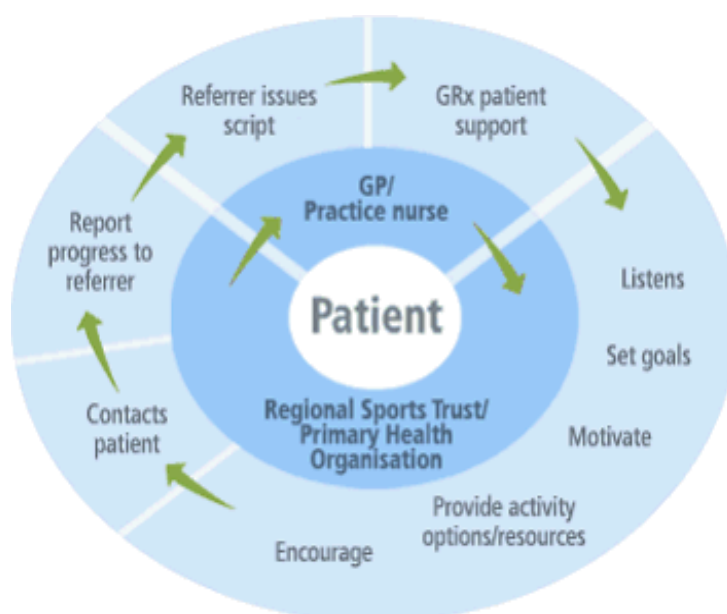 Referrer issues
script
GRx patient
support
GP/
Practice nurse
Report
progress to
referrer
Listens
Patient
Set goals
Regional Sports Trust/
Primary Health
Organisation
Contacts
patient
Motivate
Provide activity
options/resources
Encourage